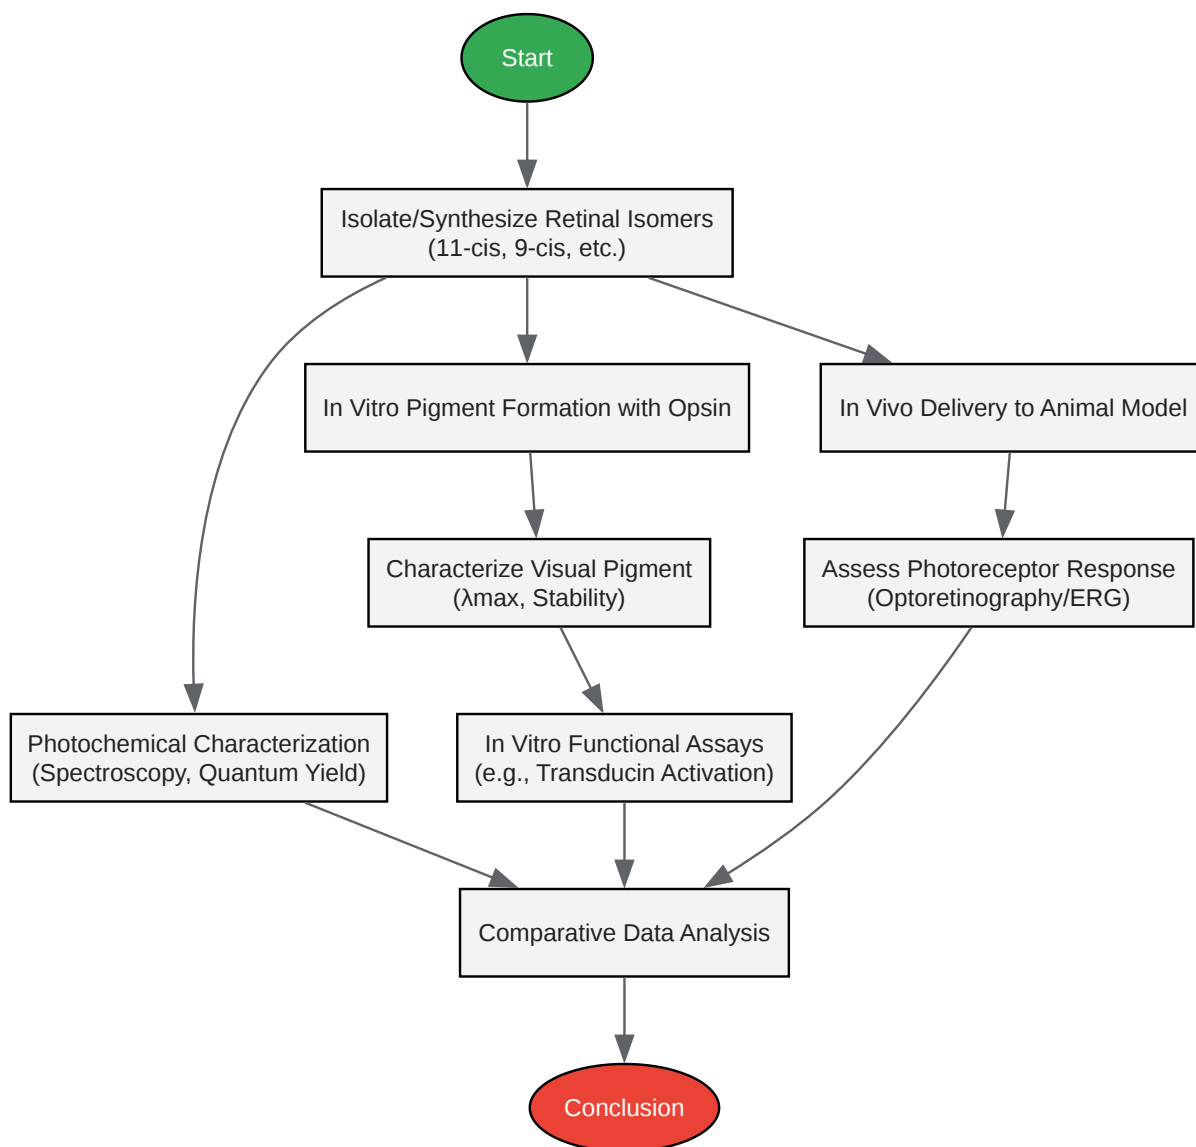 Start
Isolate/Synthesize Retinal Isomers
(11-cis, 9-cis, etc.)
In Vitro Pigment Formation with Opsin
In Vivo Delivery to Animal Model
Characterize Visual Pigment
(λmax, Stability)
Assess Photoreceptor Response
(Optoretinography/ERG)
Photochemical Characterization
(Spectroscopy, Quantum Yield)
In Vitro Functional Assays
(e.g., Transducin Activation)
Comparative Data Analysis
Conclusion